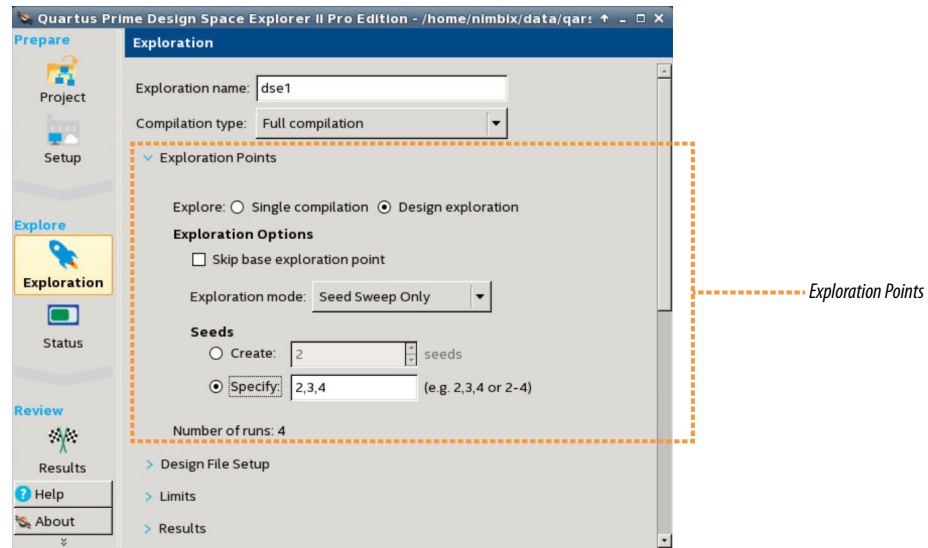 Quartus Prime Design Space Explorer II Pro Edition - /home/nimbix/data/qars
Prepare
Project
Setup
Explore
Exploration
Status
Review
Results
Help
About
Exploration
Exploration name: dse1
Compilation type: Full compilation
Exploration Points
Explore: Single compilation Design exploration
Exploration Options
Skip base exploration point
Exploration mode: Seed Sweep Only
Seeds
Create: 2 seeds
Specify: 2,3,4 (e.g. 2,3,4 or 2-4)
Number of runs: 4
Design File Setup
Limits
Results
Exploration Points